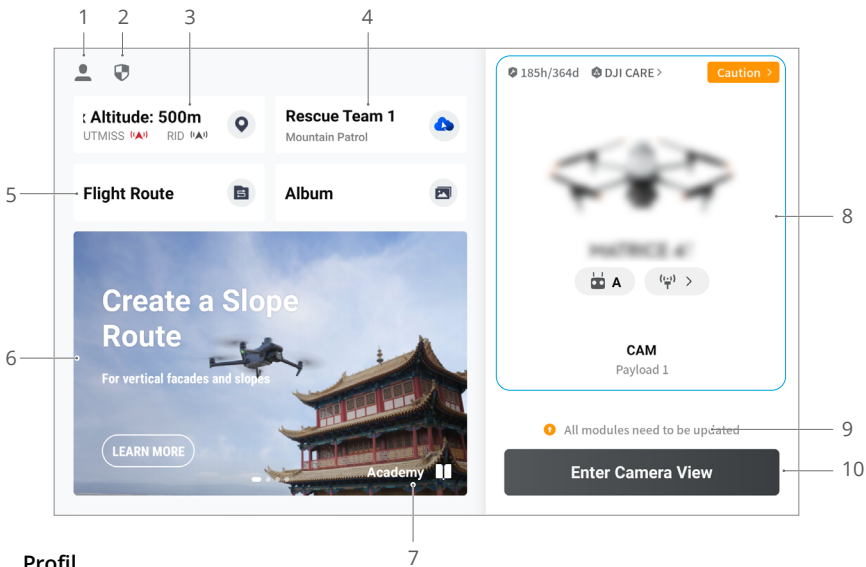 1 2 3 4
185h/364d DJI CARE > Caution >
: Altitude: 500m
UTMISS RID
Rescue Team 1
Mountain Patrol
5
Flight Route
Album
8
A
Create a Slope
Route
6
For vertical facades and slopes
CAM
Payload 1
9
All modules need to be updated
LEARN MORE
Academy
Enter Camera View
10
7
Profil